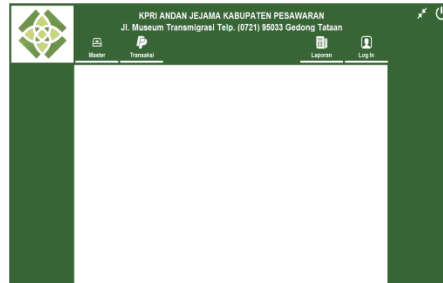 KPRI ANDAN JEJAMA KABUPATEN PESAWARAN
Jl. Museum Transmigrasi Telp. (0721) 95033 Gedong Tataan
Master Transaksi Laporan Log In